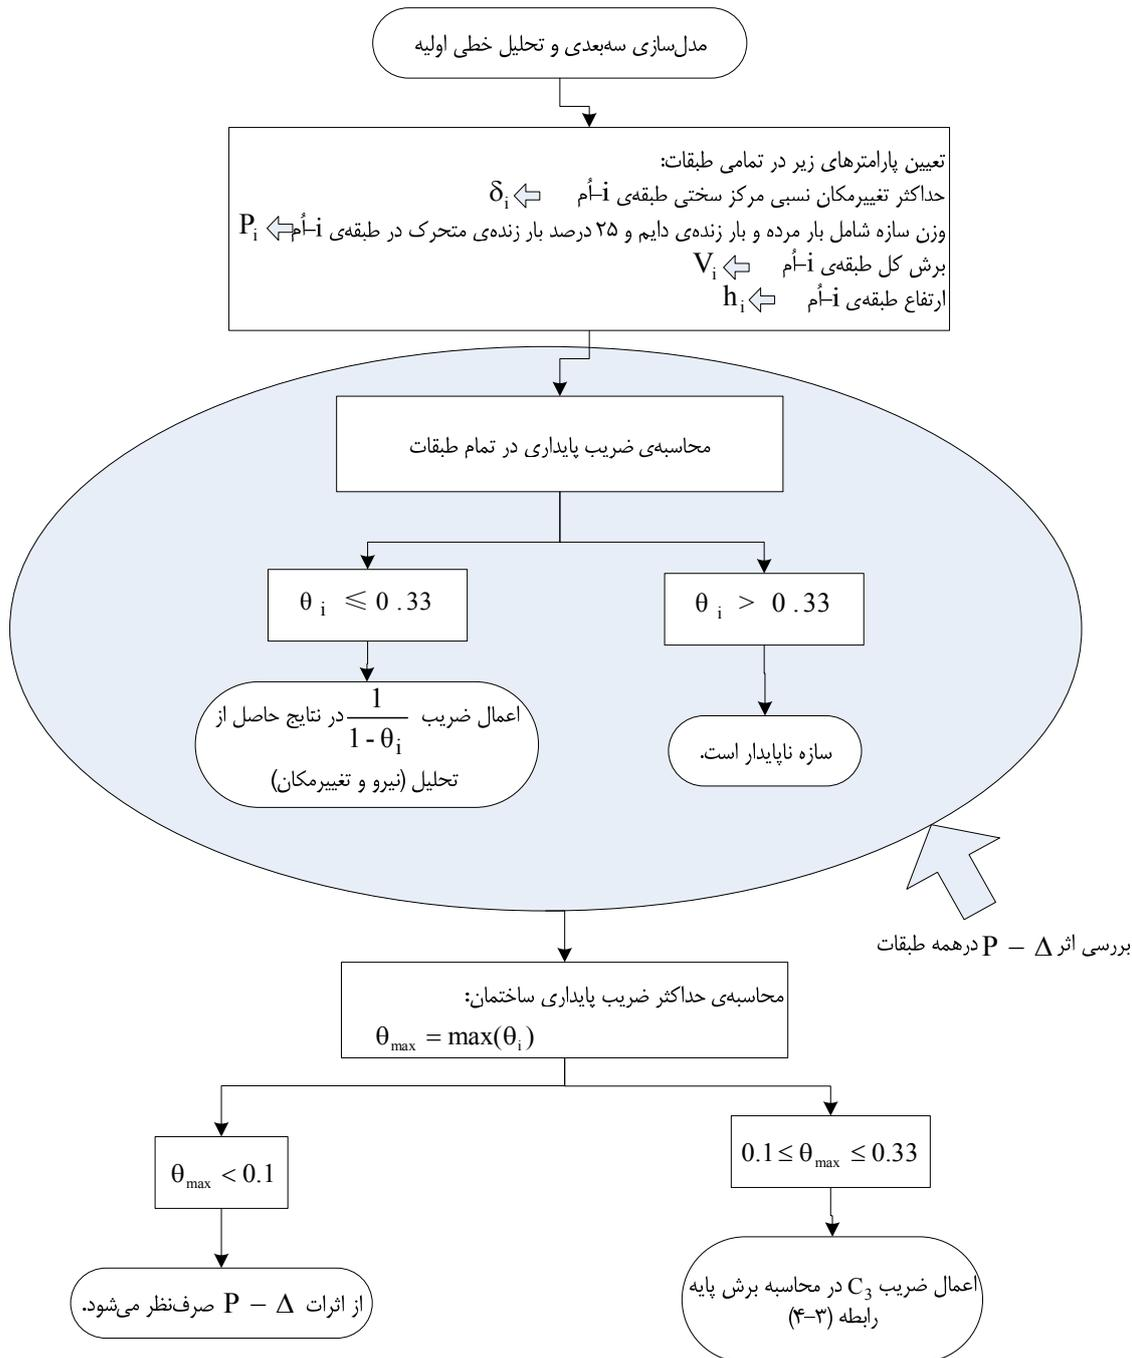 مدل‌سازی سه‌بعدی و تحلیل خطی اولیه
تعیین پارامترهای زیر در تمامی طبقات:
حداکثر تغییرمکان نسبی مرکز سختی طبقه‌ی i-اُم ⇦ δi
وزن سازه شامل بار مرده و بار زنده‌ی دایم و ۲۵ درصد بار زنده‌ی متحرک در طبقه‌ی i-اُم ⇦ Pi
برش کل طبقه‌ی i-اُم ⇦ Vi
ارتفاع طبقه‌ی i-اُم ⇦ hi
محاسبه‌ی ضریب پایداری در تمام طبقات
θi > 0.33
θi ≤ 0.33
سازه ناپایدار است.
اعمال ضریب 1/(1-θi) در نتایج حاصل از
تحلیل (نیرو و تغییرمکان)
بررسی اثر P − Δ درهمه طبقات
محاسبه‌ی حداکثر ضریب پایداری ساختمان:
θmax = max(θi)
0.1 ≤ θmax ≤ 0.33
θmax < 0.1
اعمال ضریب C3 در محاسبه برش پایه
رابطه (۳-۴)
از اثرات P − Δ صرف‌نظر می‌شود.